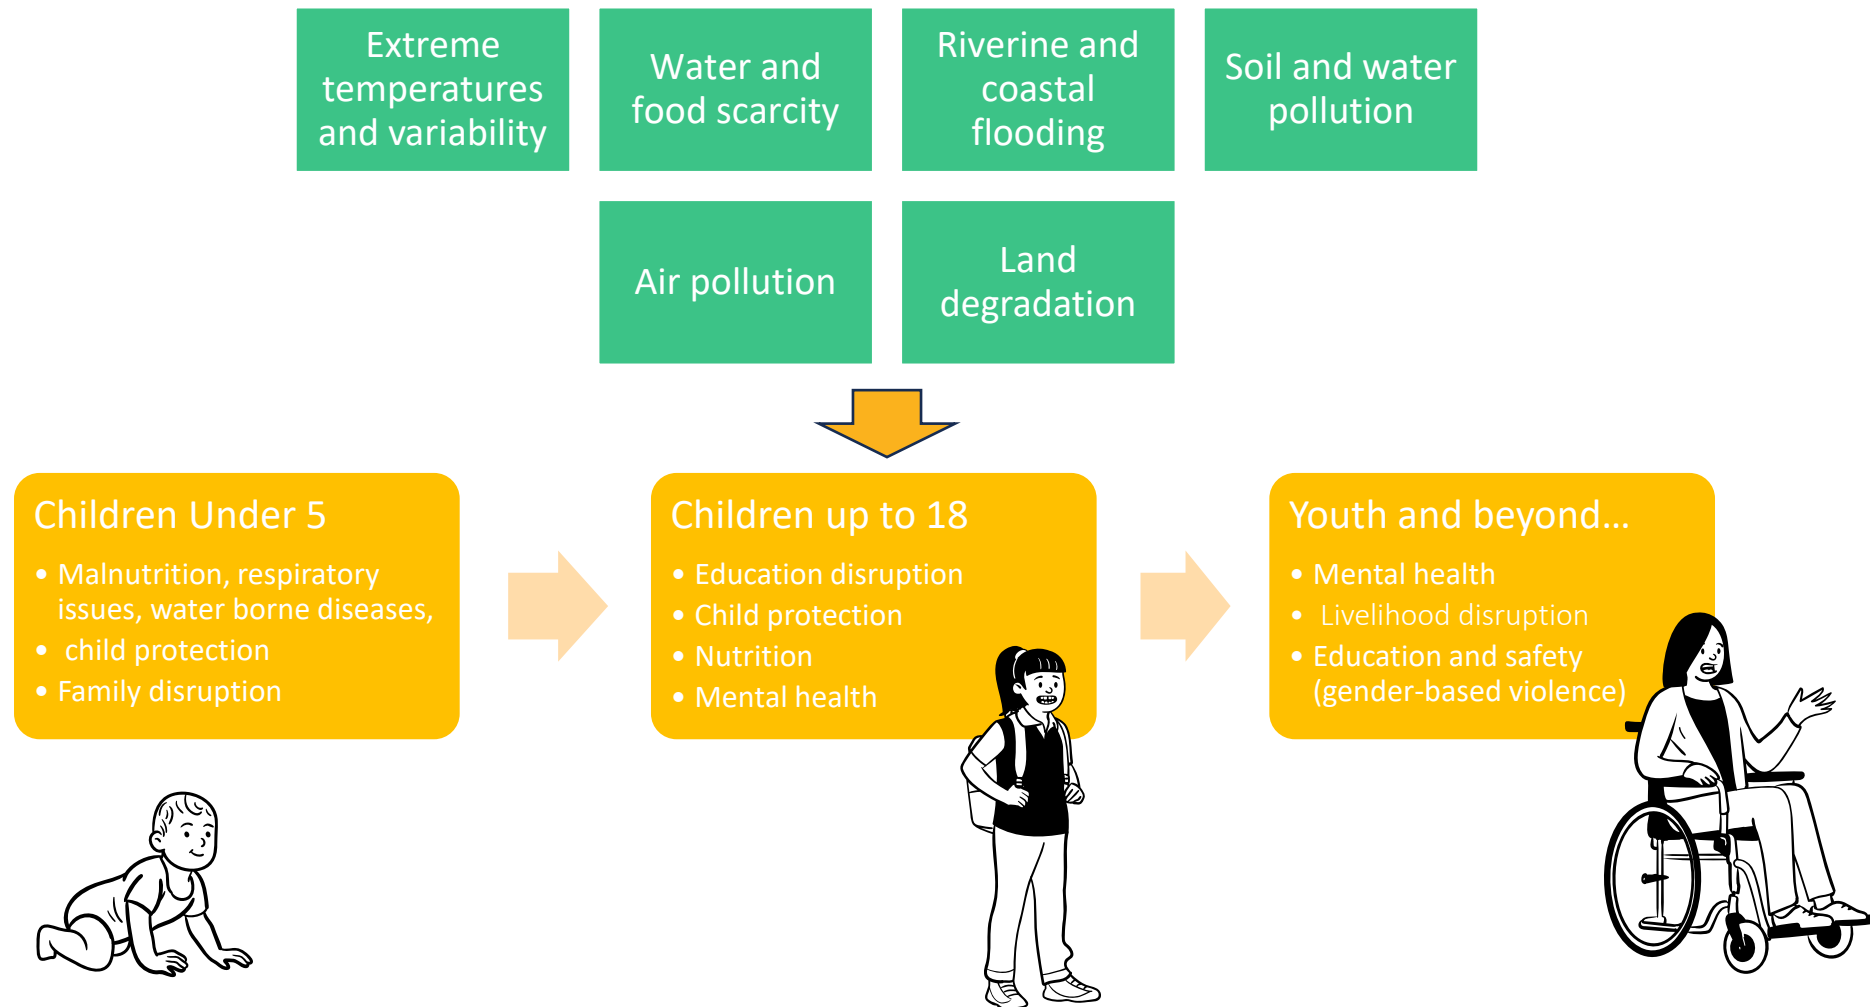 Extreme
temperatures
and variability
Water and
food scarcity
Riverine and
coastal
flooding
Soil and water
pollution
Air pollution
Land
degradation
Children Under 5
• Malnutrition, respiratory
issues, water borne diseases,
• child protection
• Family disruption
Children up to 18
• Education disruption
• Child protection
• Nutrition
• Mental health
Youth and beyond...
• Mental health
• Livelihood disruption
• Education and safety
(gender-based violence)